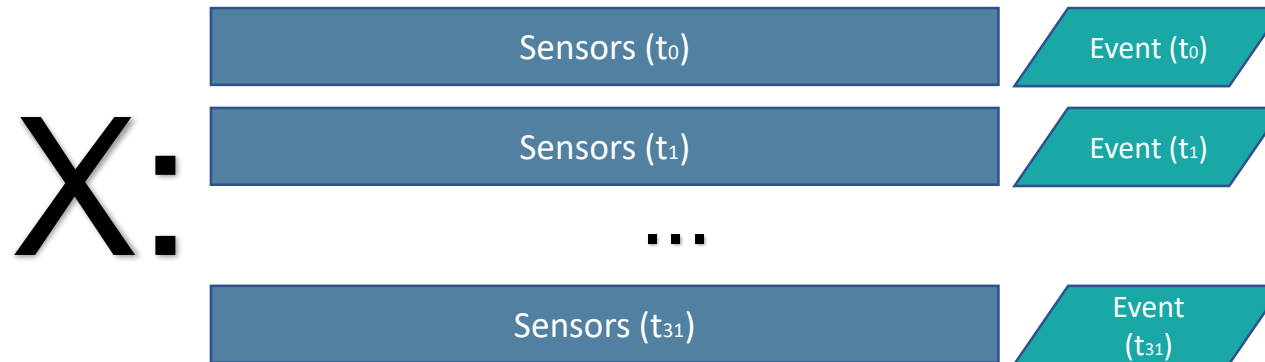 X:
Sensors (t₀)
Event (t₀)
Sensors (t₁)
Event (t₁)
...
Sensors (t₃₁)
Event
(t₃₁)